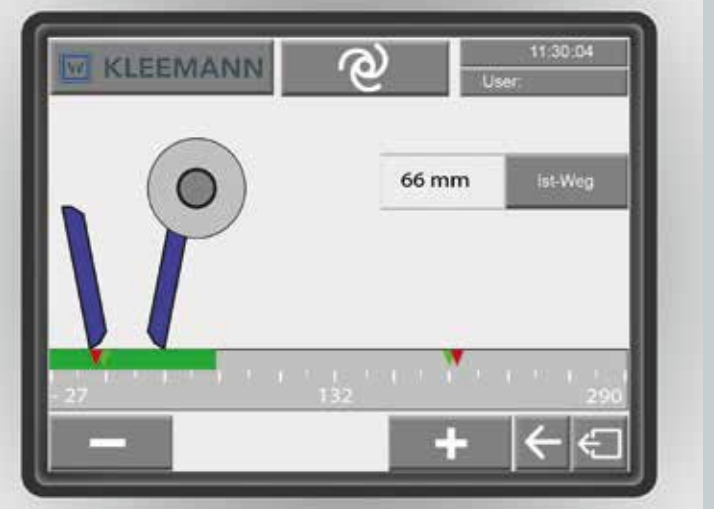 W KLEEMANN
11:30:04
User:
66 mm
Ist-Weg
- 27
132
290